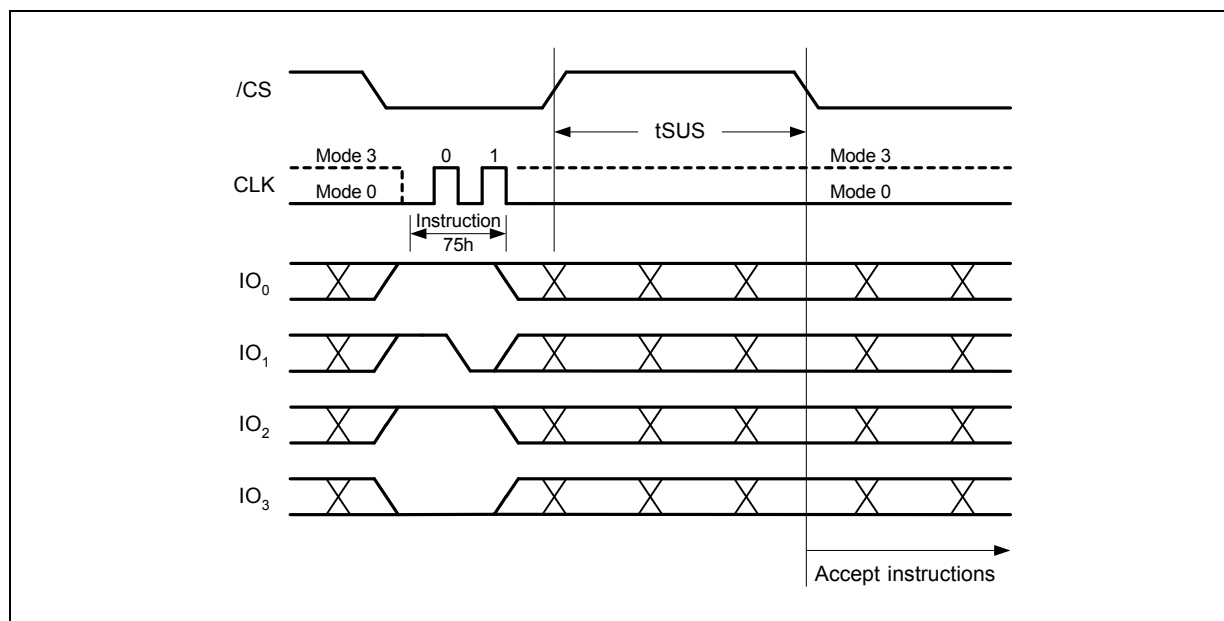 /CS
tSUS
Mode 3 0 1 Mode 3
CLK
Mode 0 Mode 0
Instruction
75h
IO0
IO1
IO2
IO3
Accept instructions